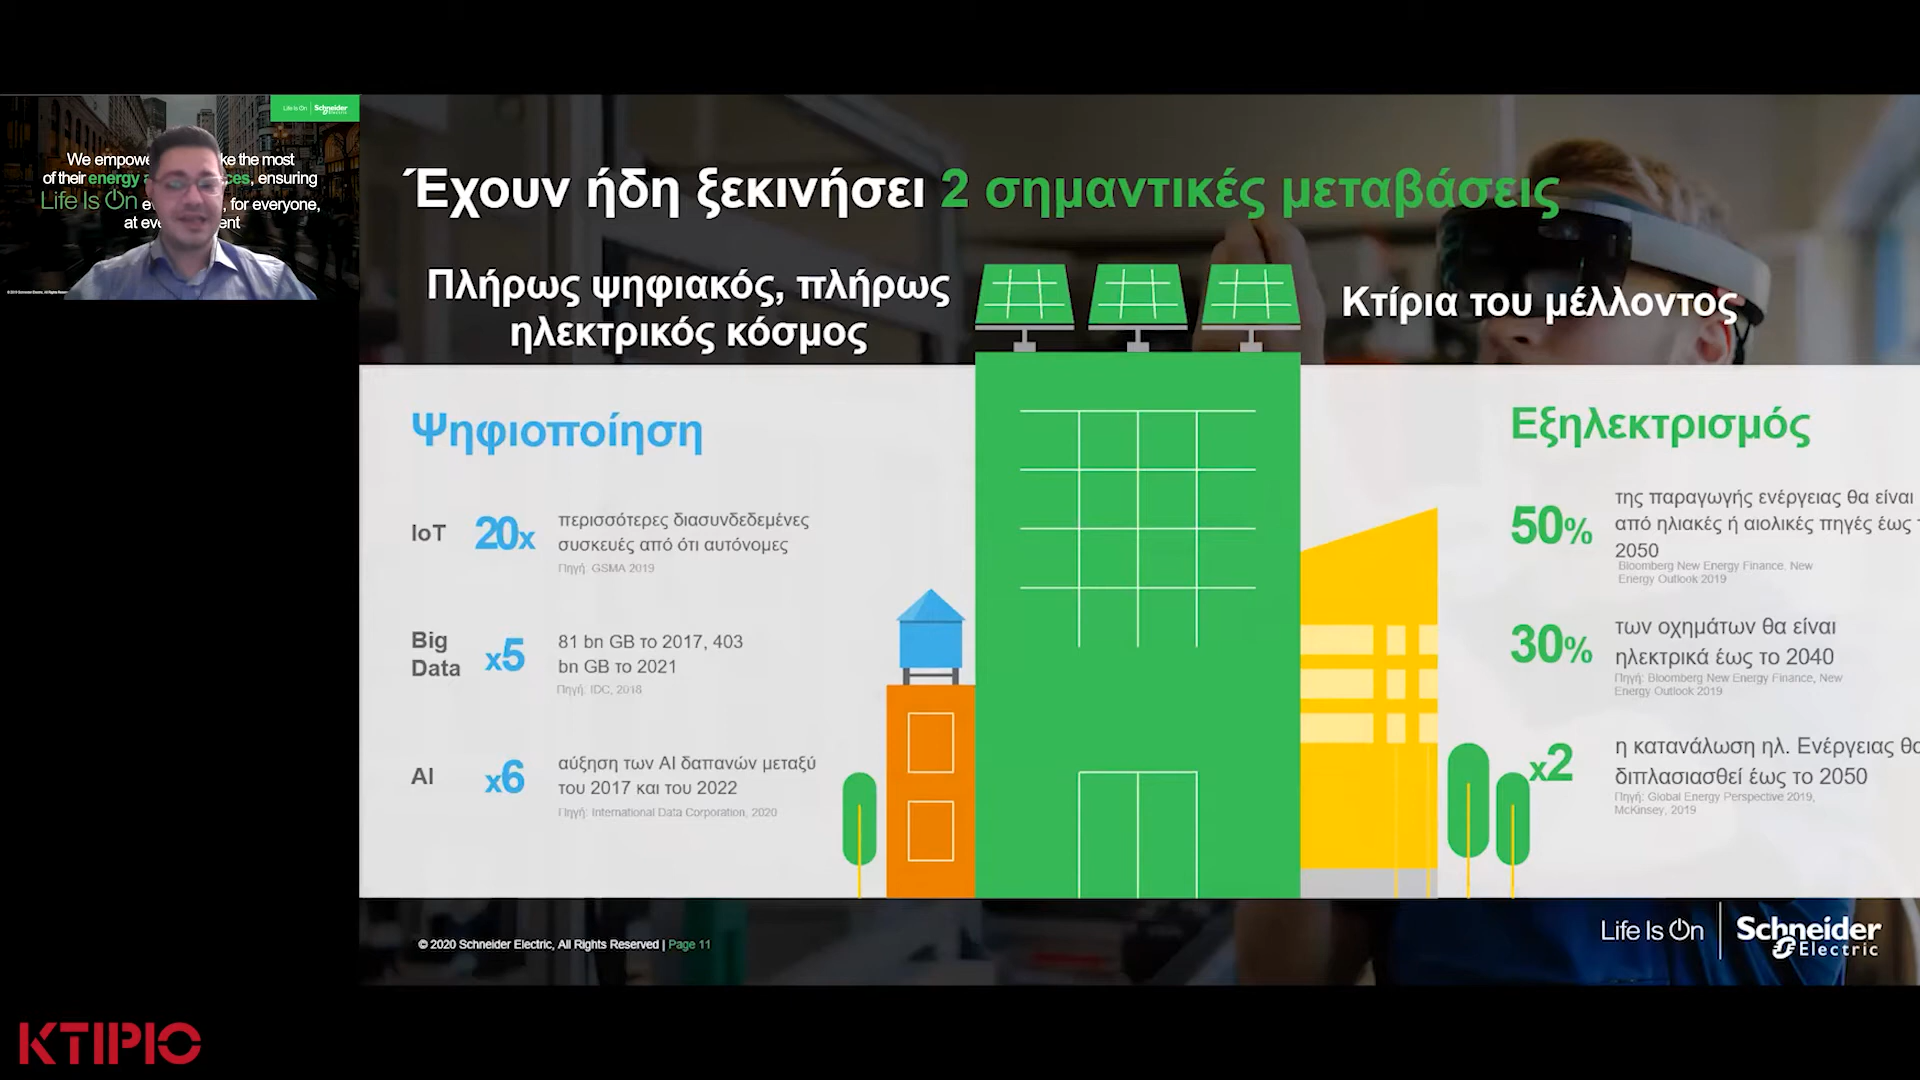 Life Is On | Schneider Electric
We empowe ke the most
of their energy a ces, ensuring
Life Is On e , for everyone,
at eve ent
Έχουν ήδη ξεκινήσει 2 σημαντικές μεταβάσεις
Πλήρως ψηφιακός, πλήρως
ηλεκτρικός κόσμος
Κτίρια του μέλλοντος
Ψηφιοποίηση
IoT 20x περισσότερες διασυνδεδεμένες
συσκευές από ότι αυτόνομες
Πηγή. GSMA 2019
Big
Data x5 81 bn GB το 2017, 403
bn GB το 2021
Πηγή: IDC, 2018
AI x6 αύξηση των AI δαπανών μεταξύ
του 2017 και του 2022
Πηγή: International Data Corporation, 2020
Εξηλεκτρισμός
50% της παραγωγής ενέργειας θα είναι
από ηλιακές ή αιολικές πηγές έως τ
2050
Bloomberg New Energy Finance. New
Energy Outlook 2019
30% των οχημάτων θα είναι
ηλεκτρικά έως το 2040
Πηγή: Bloomberg New Energy Finance, New
Energy Outlook 2019
x2 η κατανάλωση ηλ. Ενέργειας θα
διπλασιασθεί έως το 2050
Πηγή: Global Energy Perspective 2019,
McKinsey, 2019
© 2020 Schneider Electric, All Rights Reserved | Page 11
Life Is On | Schneider
Electric
ΚΤΙΡΙΟ